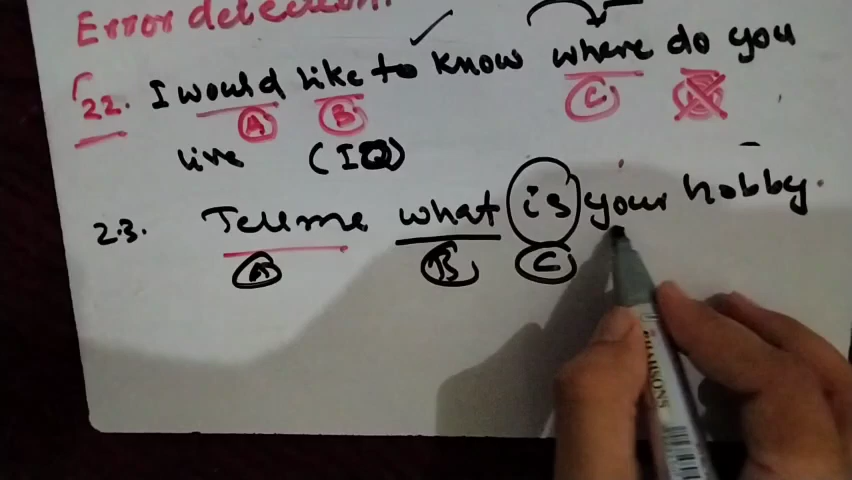 Error detection.
22. I would like to know where do you
A B C
live (IQ)
23. Tell me what is your hobby.
A B C